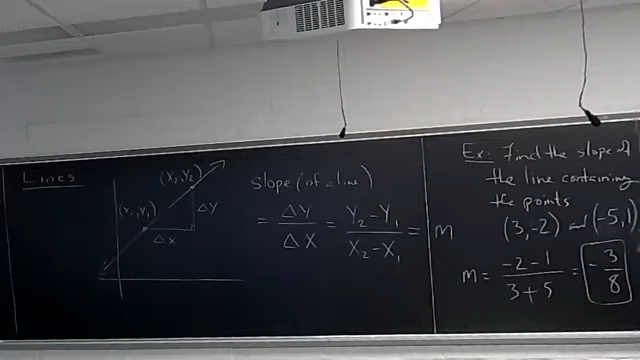 Lines
(X₂,Y₂)
(X₁,Y₁)
ΔY
ΔX
slope (of a line)
= ΔY/ΔX = Y₂-Y₁/X₂-X₁ = m
Ex: Find the slope of
the line containing
the points
(3,-2) and (-5,1)
m = -2-1/3+5 = -3/8